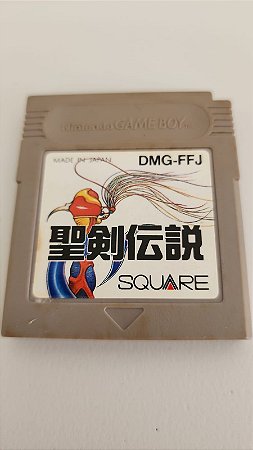 Nintendo GAME BOY
MADE IN JAPAN DMG-FFJ
聖剣伝説
SQUARE